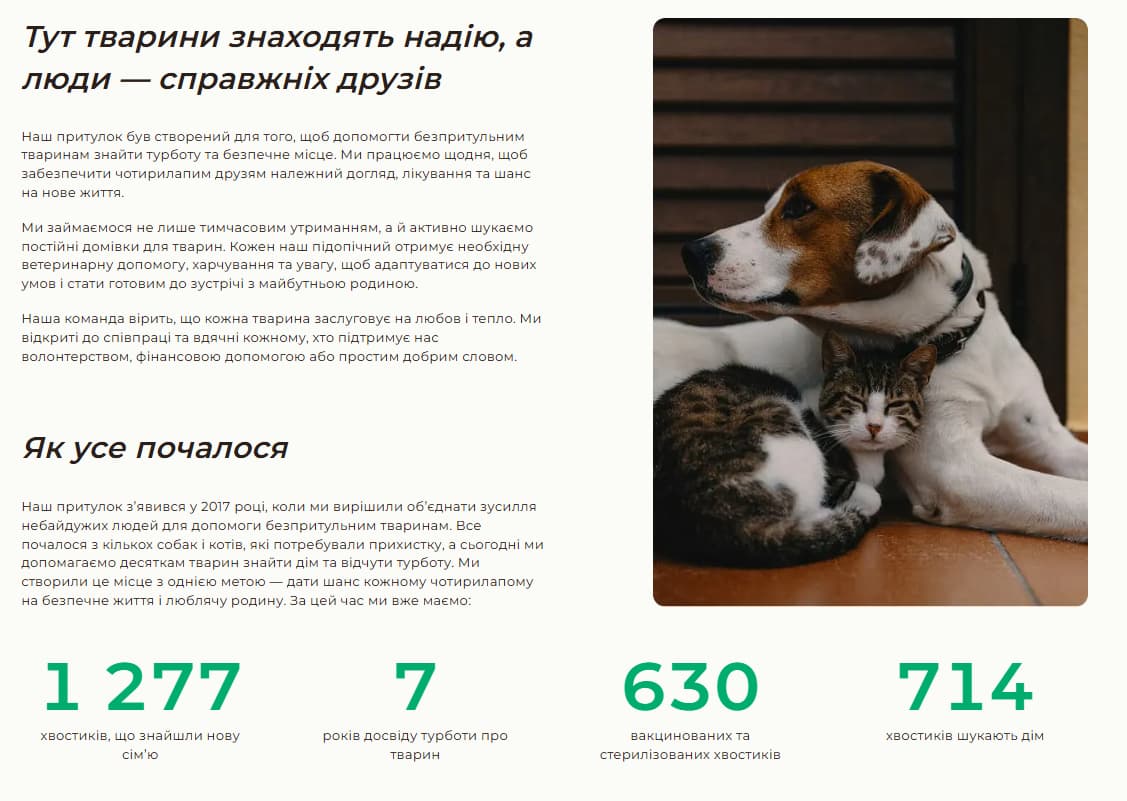 Тут тварини знаходять надію, а
люди — справжніх друзів
Наш притулок був створений для того, щоб допомогти безпритульним
тваринам знайти турботу та безпечне місце. Ми працюємо щодня, щоб
забезпечити чотирилапим друзям належний догляд, лікування та шанс
на нове життя.
Ми займаємося не лише тимчасовим утриманням, а й активно шукаємо
постійні домівки для тварин. Кожен наш підопічний отримує необхідну
ветеринарну допомогу, харчування та увагу, щоб адаптуватися до нових
умов і стати готовим до зустрічі з майбутньою родиною.
Наша команда вірить, що кожна тварина заслуговує на любов і тепло. Ми
відкриті до співпраці та вдячні кожному, хто підтримує нас
волонтерством, фінансовою допомогою або простим добрим словом.
Як усе почалося
Наш притулок з’явився у 2017 році, коли ми вирішили об’єднати зусилля
небайдужих людей для допомоги безпритульним тваринам. Все
почалося з кількох собак і котів, які потребували прихистку, а сьогодні ми
допомагаємо десяткам тварин знайти дім та відчути турботу. Ми
створили це місце з однією метою — дати шанс кожному чотирилапому
на безпечне життя і люблячу родину. За цей час ми вже маємо:
1 277
хвостиків, що знайшли нову
сім’ю
7
років досвіду турботи про
тварин
630
вакцинованих та
стерилізованих хвостиків
714
хвостиків шукають дім